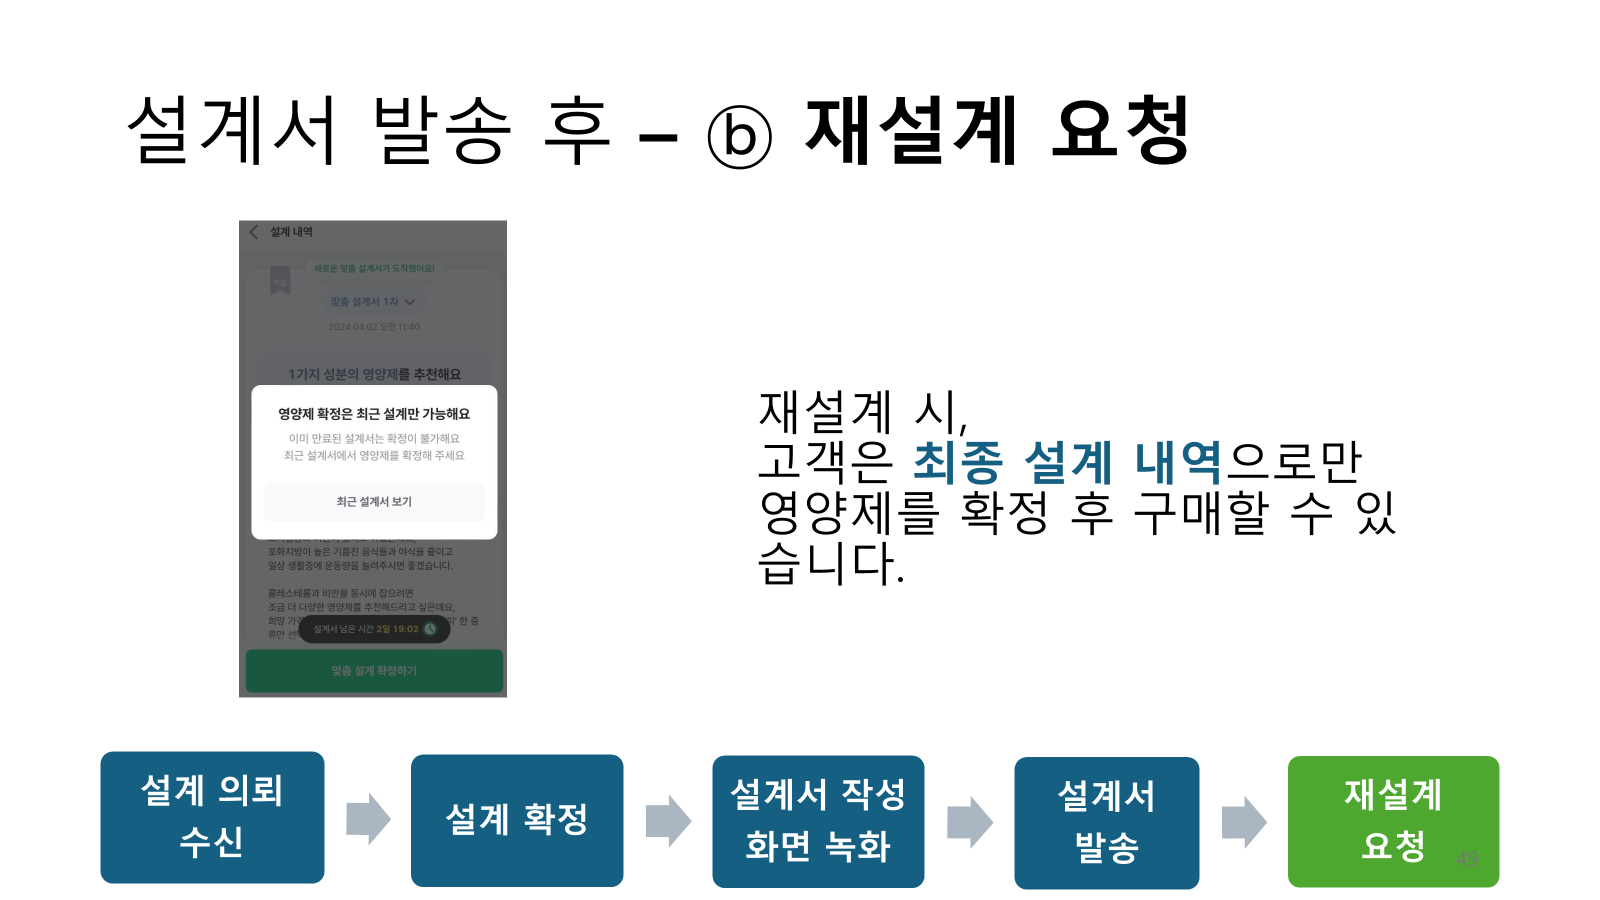 설계서 발송 후 – ⓑ 재설계 요청
설계 내역
새로운 맞춤 설계서가 도착했어요!
맞춤 설계서 1차
2024.04.02 오전 11:40
1가지 성분의 영양제를 추천해요
영양제 확정은 최근 설계만 가능해요
이미 만료된 설계서는 확정이 불가해요
최근 설계서에서 영양제를 확정해 주세요
최근 설계서 보기
포화지방이 높은 기름진 음식들과 야식을 줄이고
일상 생활중에 운동량을 늘려주시면 좋겠습니다.
콜레스테롤과 비만을 동시에 잡으려면
조금 더 다양한 영양제를 추천해드리고 싶은데요,
희망 가 한 종
류만 선
설계서 남은 시간 2일 19:02
맞춤 설계 확정하기
재설계 시,
고객은 최종 설계 내역으로만
영양제를 확정 후 구매할 수 있
습니다.
설계 의뢰
수신
설계 확정
설계서 작성
화면 녹화
설계서
발송
재설계
요청
49